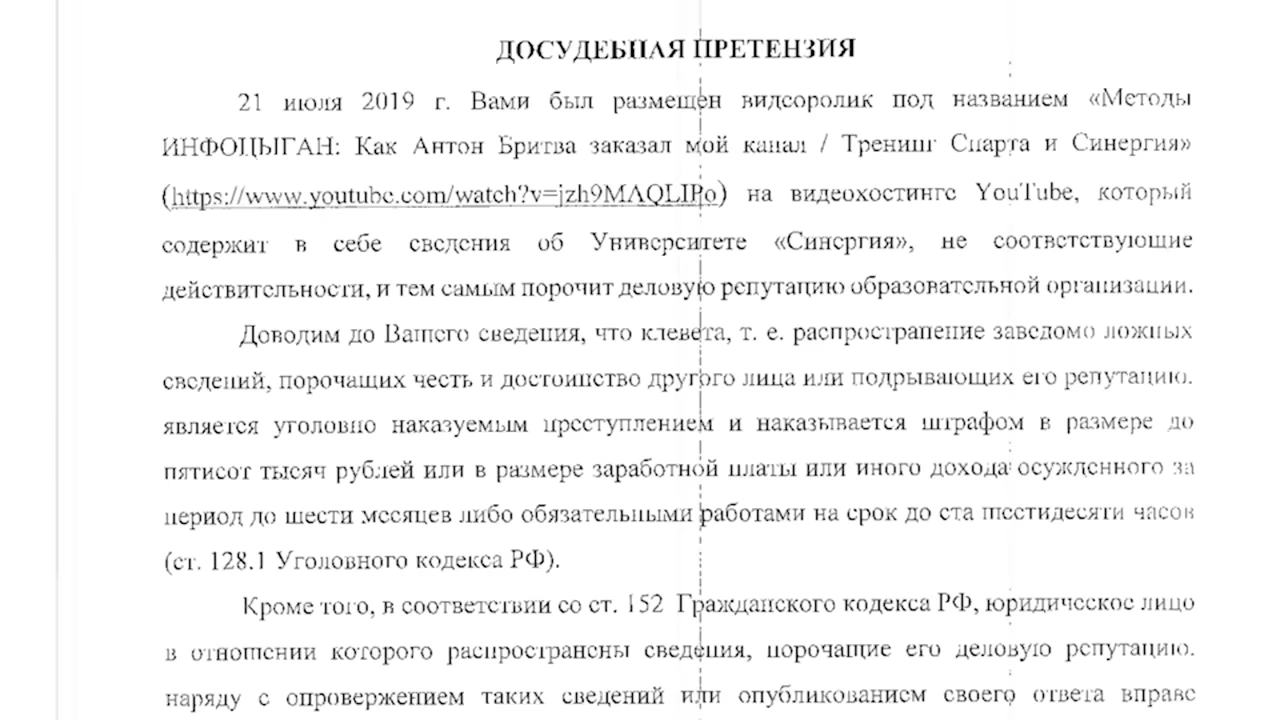 ДОСУДЕБНАЯ ПРЕТЕНЗИЯ
21 июля 2019 г. Вами был размещен видеоролик под названием «Методы
ИНФОЦЫГАН: Как Антон Бритва заказал мой канал / Тренинг Спарта и Синергия»
(https://www.youtube.com/watch?v=jzh9MAQLIPo) на видеохостинге YouTube, который
содержит в себе сведения об Университете «Синергия», не соответствующие
действительности, и тем самым порочит деловую репутацию образовательной организации.
Доводим до Вашего сведения, что клевета, т. е. распространение заведомо ложных
сведений, порочащих честь и достоинство другого лица или подрывающих его репутацию.
является уголовно наказуемым преступлением и наказывается штрафом в размере до
пятисот тысяч рублей или в размере заработной платы или иного дохода осужденного за
период до шести месяцев либо обязательными работами на срок до ста шестидесяти часов
(ст. 128.1 Уголовного кодекса РФ).
Кроме того, в соответствии со ст. 152 Гражданского кодекса РФ, юридическое лицо
в отношении которого распространены сведения, порочащие его деловую репутацию.
наряду с опровержением таких сведений или опубликованием своего ответа вправе